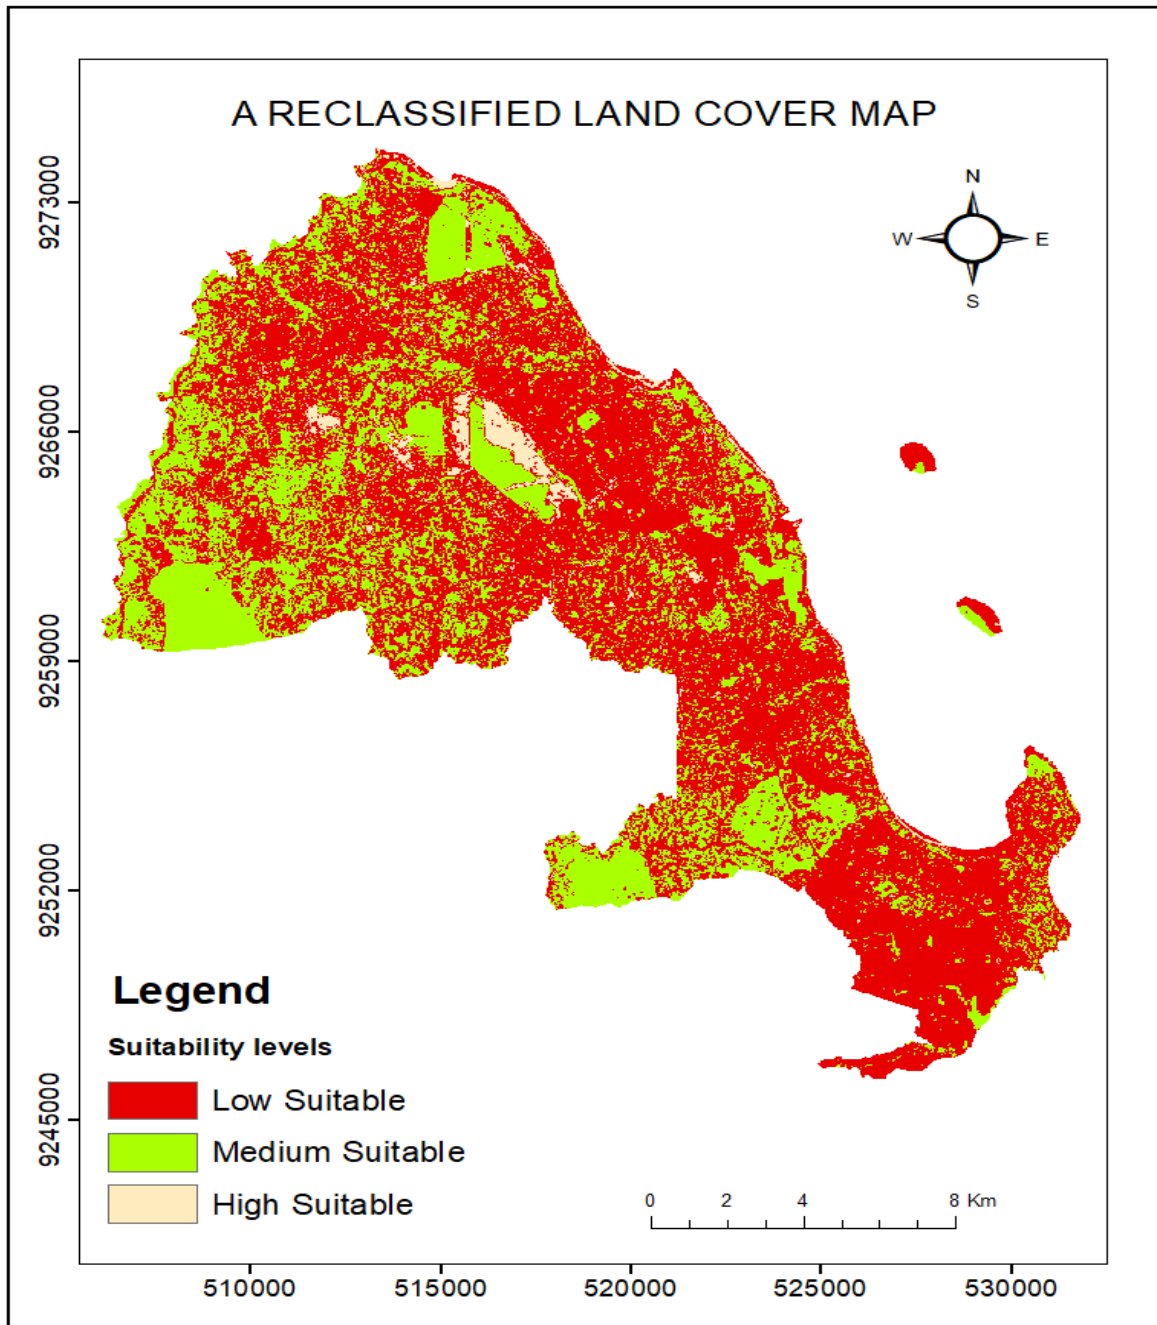 A RECLASSIFIED LAND COVER MAP
N
W E
S
9273000
9266000
9259000
9252000
9245000
Legend
Suitability levels
Low Suitable
Medium Suitable
High Suitable
0 2 4 8 Km
510000 515000 520000 525000 530000